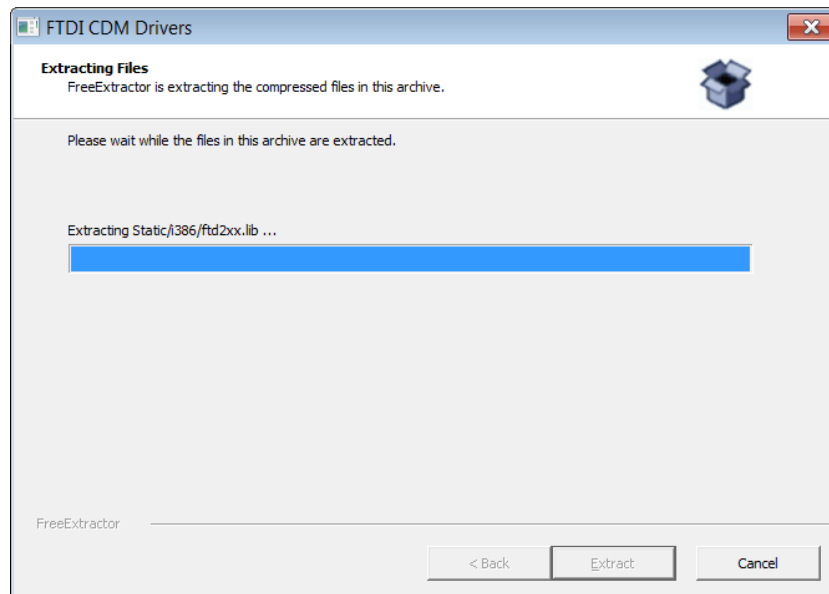 FTDI CDM Drivers
Extracting Files
FreeExtractor is extracting the compressed files in this archive.
Please wait while the files in this archive are extracted.
Extracting Static/i386/ftd2xx.lib ...
FreeExtractor
< Back
Extract
Cancel